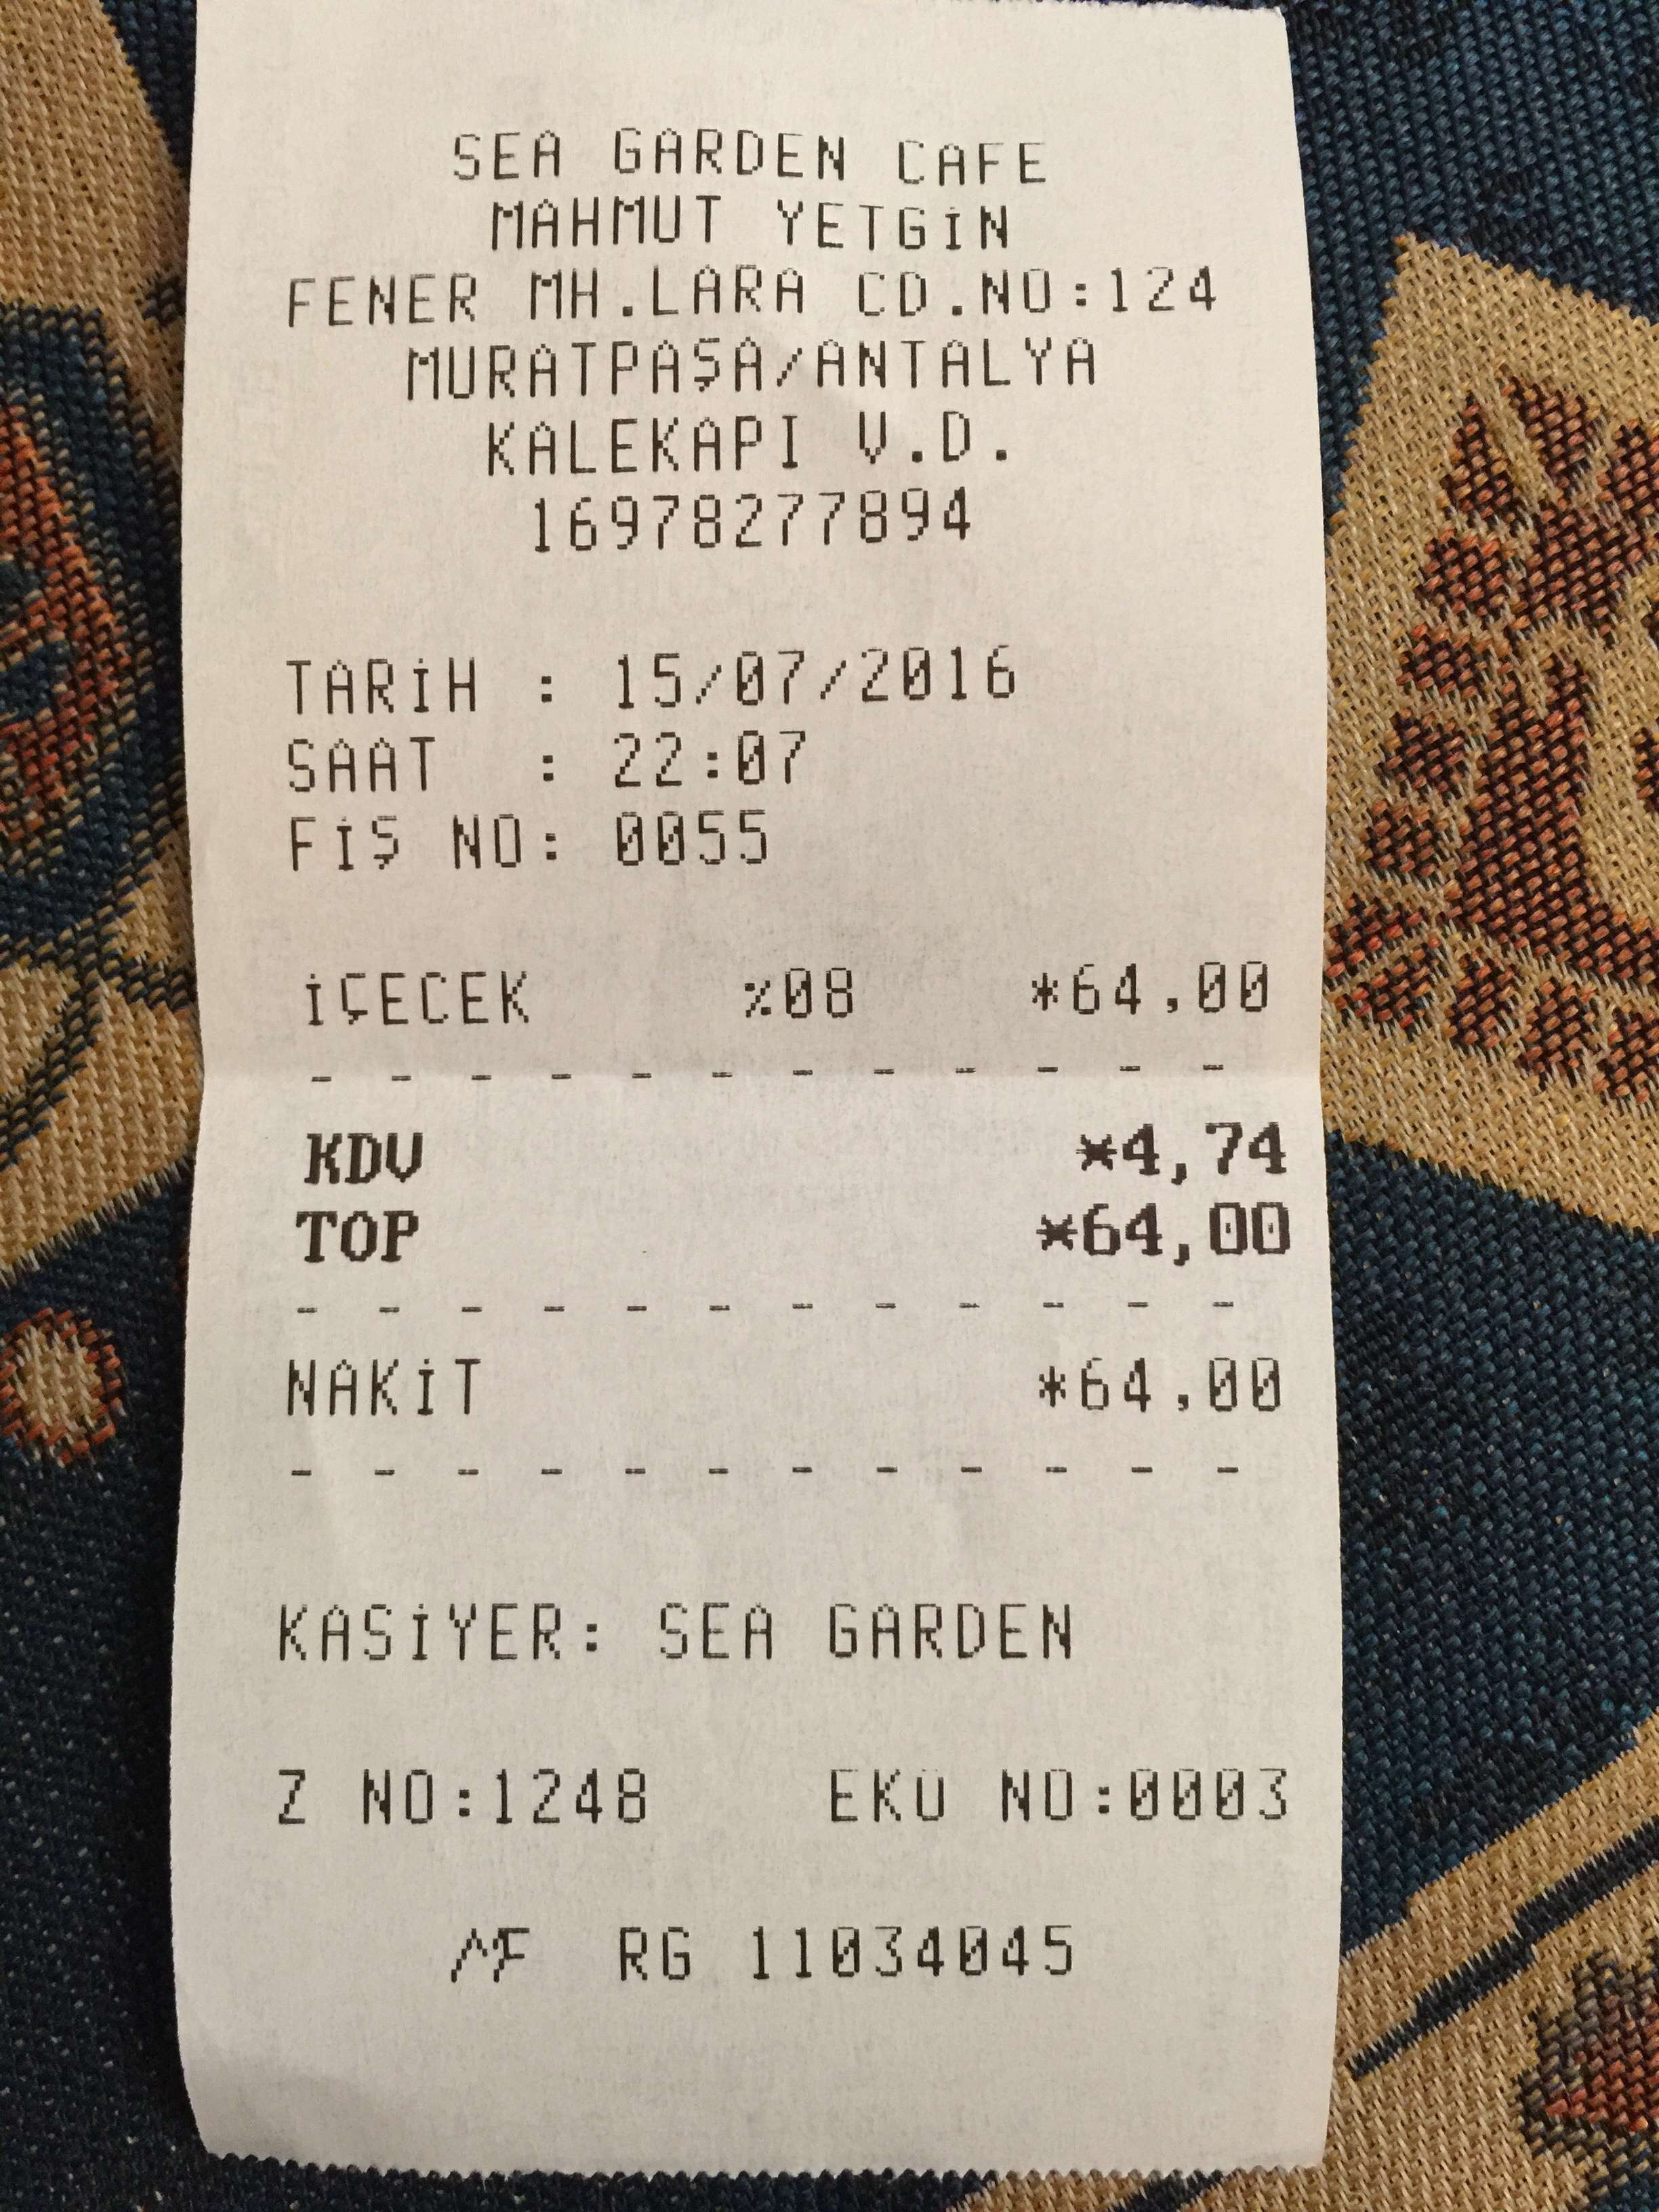 SEA GARDEN CAFE
MAHMUT YETGİN
FENER MH.LARA CD.NO:124
MURATPAŞA/ANTALYA
KALEKAPI V.D.
16978277894
TARİH : 15/07/2016
SAAT : 22:07
FİŞ NO: 0055
İÇECEK %08 *64,00
- - - - - - - - - - - -
KDV *4,74
TOP *64,00
- - - - - - - - - - - -
NAKİT *64,00
- - - - - - - - - - - -
KASİYER: SEA GARDEN
Z NO:1248 EKÜ NO:0003
MF RG 11034045